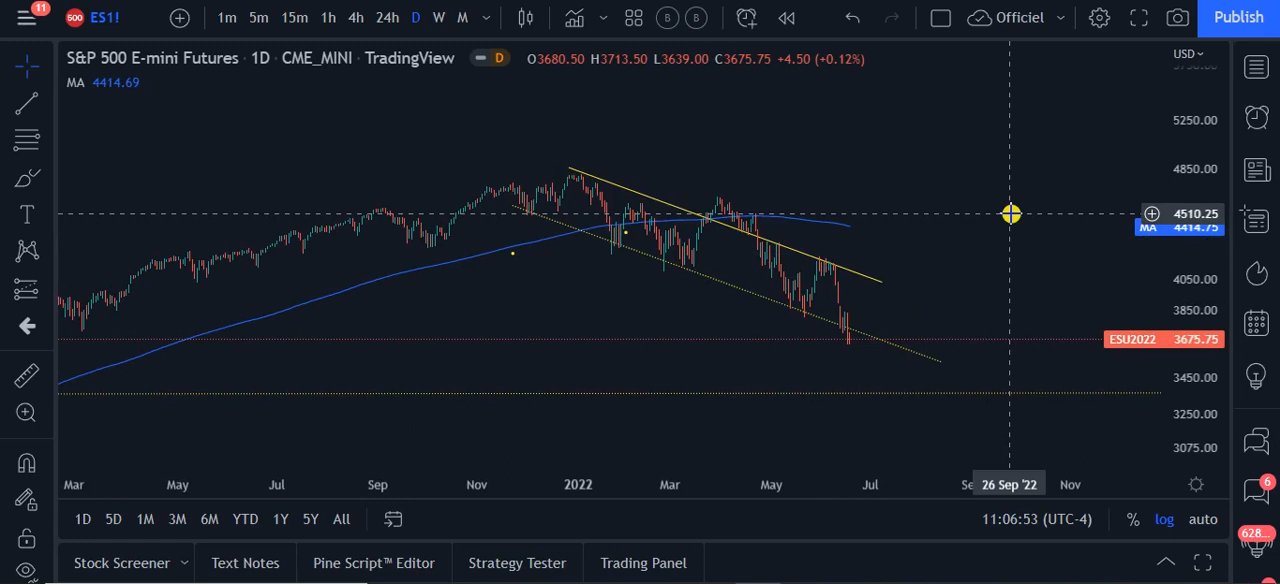 11 500 ES1! 1m 5m 15m 1h 4h 24h D W M B B Officiel Publish
S&P 500 E-mini Futures · 1D · CME_MINI · TradingView D O3680.50 H3713.50 L3639.00 C3675.75 +4.50 (+0.12%)
USD
MA 4414.69
5250.00
4850.00
4510.25
MA 4414.75
4050.00
3850.00
ESU2022 3675.75
3450.00
3250.00
3075.00
Mar May Jul Sep Nov 2022 Mar May Jul Se 26 Sep '22 Nov
1D 5D 1M 3M 6M YTD 1Y 5Y All 11:06:53 (UTC-4) % log auto
6
628...
Stock Screener Text Notes Pine Script™ Editor Strategy Tester Trading Panel